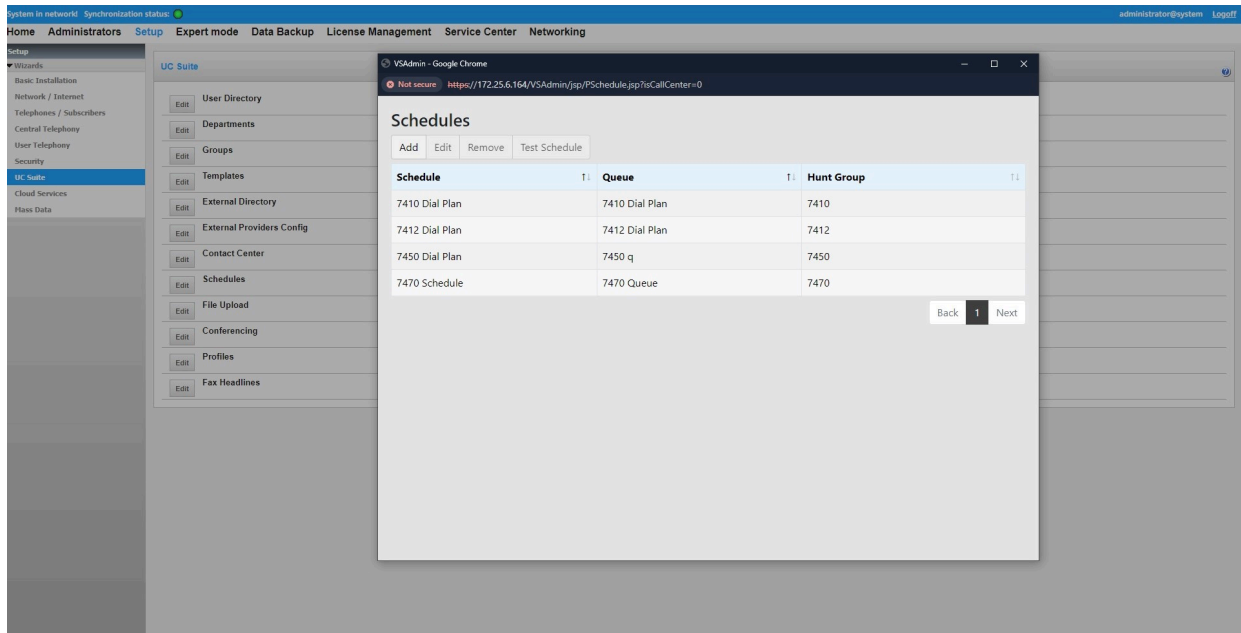 System in network! Synchronization status:
administrator@system Logoff
Home Administrators Setup Expert mode Data Backup License Management Service Center Networking
Setup
Wizards
Basic Installation
Network / Internet
Telephones / Subscribers
Central Telephony
User Telephony
Security
UC Suite
Cloud Services
Mass Data
UC Suite
Edit User Directory
Edit Departments
Edit Groups
Edit Templates
Edit External Directory
Edit External Providers Config
Edit Contact Center
Edit Schedules
Edit File Upload
Edit Conferencing
Edit Profiles
Edit Fax Headlines
VSAdmin - Google Chrome
Not secure https://172.25.6.164/VSAdmin/jsp/PSchedule.jsp?isCallCenter=0
Schedules
Add Edit Remove Test Schedule
Schedule Queue Hunt Group
7410 Dial Plan 7410 Dial Plan 7410
7412 Dial Plan 7412 Dial Plan 7412
7450 Dial Plan 7450 q 7450
7470 Schedule 7470 Queue 7470
Back 1 Next